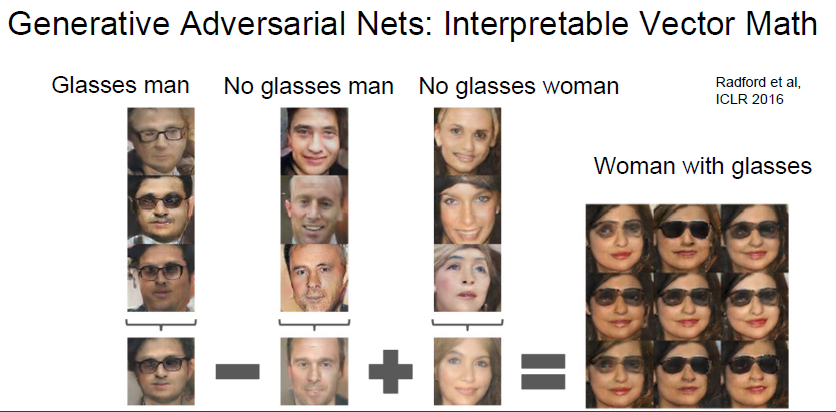 Generative Adversarial Nets: Interpretable Vector Math
Glasses man
No glasses man
No glasses woman
Radford et al,
ICLR 2016
Woman with glasses